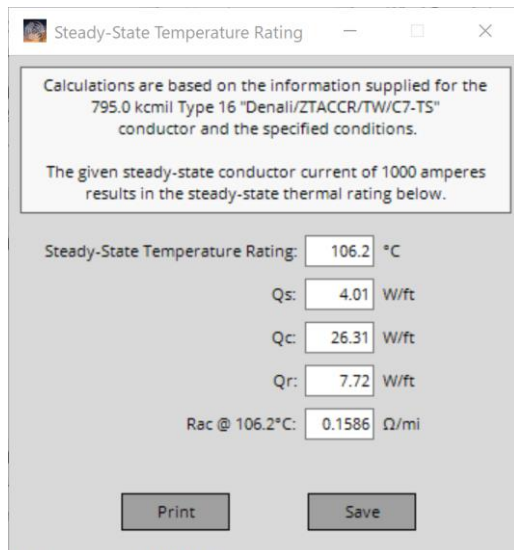 Steady-State Temperature Rating
Calculations are based on the information supplied for the
795.0 kcmil Type 16 "Denali/ZTACCR/TW/C7-TS"
conductor and the specified conditions.
The given steady-state conductor current of 1000 amperes
results in the steady-state thermal rating below.
Steady-State Temperature Rating: 106.2 °C
Qs: 4.01 W/ft
Qc: 26.31 W/ft
Qr: 7.72 W/ft
Rac @ 106.2°C: 0.1586 Ω/mi
Print Save